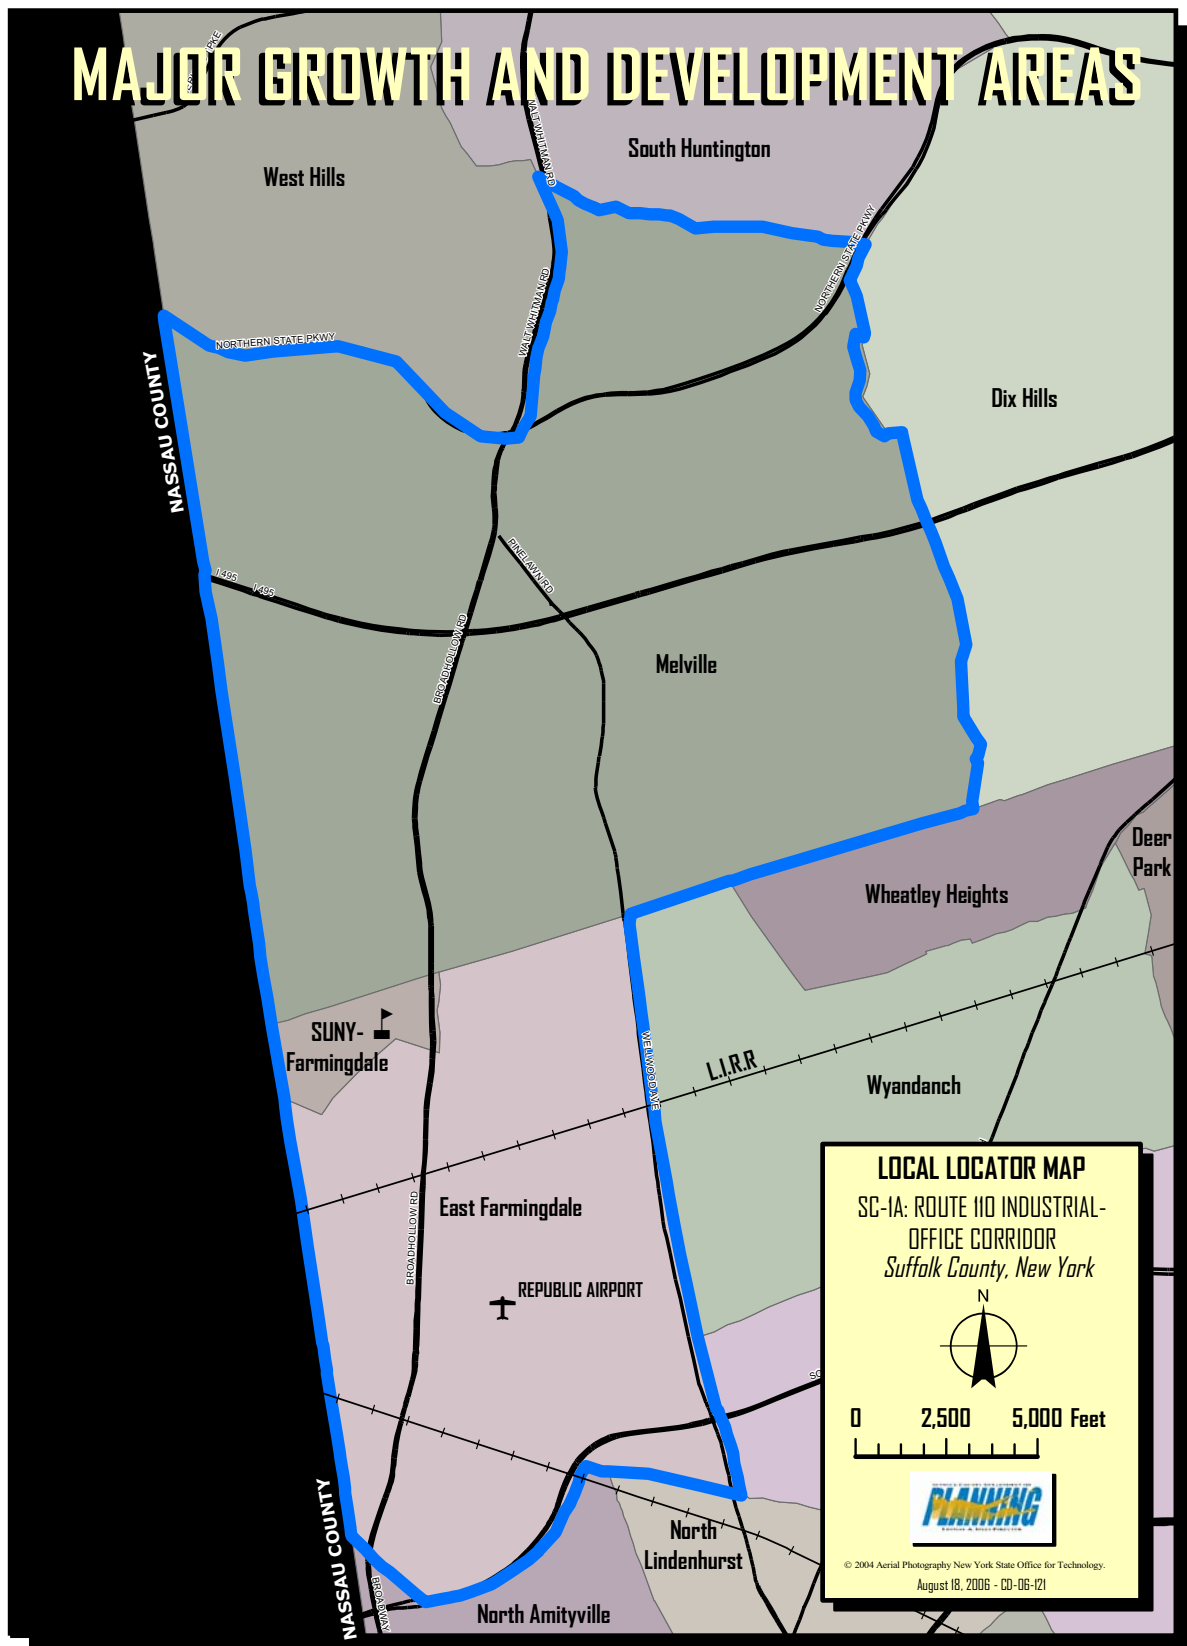 MAJOR GROWTH AND DEVELOPMENT AREAS
WALT WHITMAN RD
South Huntington
West Hills
NORTHERN STATE PKWY
WALT WHITMAN RD
NORTHERN STATE PKWY
NASSAU COUNTY
Dix Hills
PINELAWN RD
I 495
I 495
BROADHOLLOW RD
Melville
Deer
Park
Wheatley Heights
SUNY-
Farmingdale
WELLWOOD AVE
L.I.R.R
Wyandanch
BROADHOLLOW RD
East Farmingdale
REPUBLIC AIRPORT
NASSAU COUNTY
North
Lindenhurst
BROADWAY
North Amityville
LOCAL LOCATOR MAP
SC-1A: ROUTE 110 INDUSTRIAL-
OFFICE CORRIDOR
Suffolk County, New York
N
0 2,500 5,000 Feet
PLANNING
© 2004 Aerial Photography New York State Office for Technology.
August 18, 2006 - CD-06-121